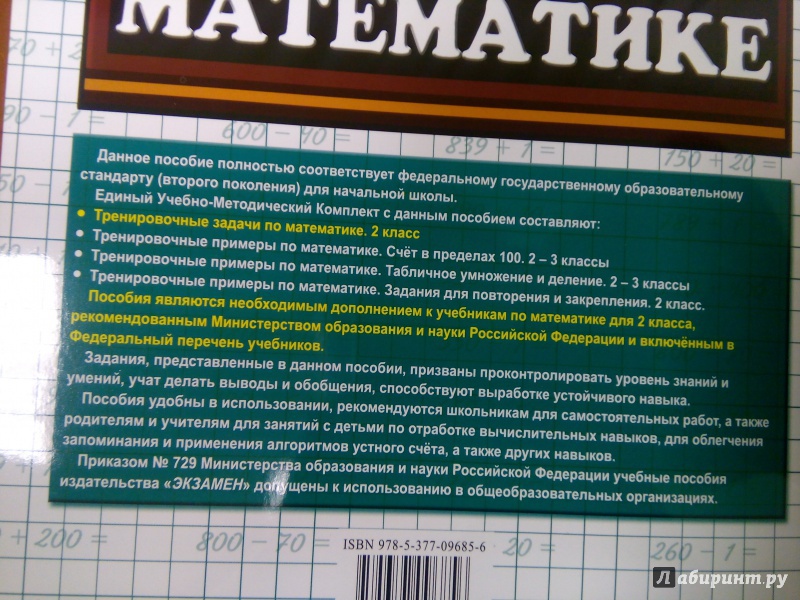 МАТЕМАТИКЕ
70 + 2
90 – 1 =
600 – 40 =
839 + 1 =
150 + 20 =
Данное пособие полностью соответствует федеральному государственному образовательному
стандарту (второго поколения) для начальной школы.
Единый Учебно-Методический Комплект с данным пособием составляют:
• Тренировочные задачи по математике. 2 класс
• Тренировочные примеры по математике. Счёт в пределах 100. 2 – 3 классы
• Тренировочные примеры по математике. Табличное умножение и деление. 2 – 3 классы
• Тренировочные примеры по математике. Задания для повторения и закрепления. 2 класс.
Пособия являются необходимым дополнением к учебникам по математике для 2 класса,
рекомендованным Министерством образования и науки Российской Федерации и включённым в
Федеральный перечень учебников.
Задания, представленные в данном пособии, призваны проконтролировать уровень знаний и
умений, учат делать выводы и обобщения, способствуют выработке устойчивого навыка.
Пособия удобны в использовании, рекомендуются школьникам для самостоятельных работ, а также
родителям и учителям для занятий с детьми по отработке вычислительных навыков, для облегчения
запоминания и применения алгоритмов устного счёта, а также других навыков.
Приказом № 729 Министерства образования и науки Российской Федерации учебные пособия
издательства «ЭКЗАМЕН» допущены к использованию в общеобразовательных организациях.
+ 200 =
800 – 70 =
ISBN 978-5-377-09685-6
20 =
260 – 1 =
Лабиринт.ру